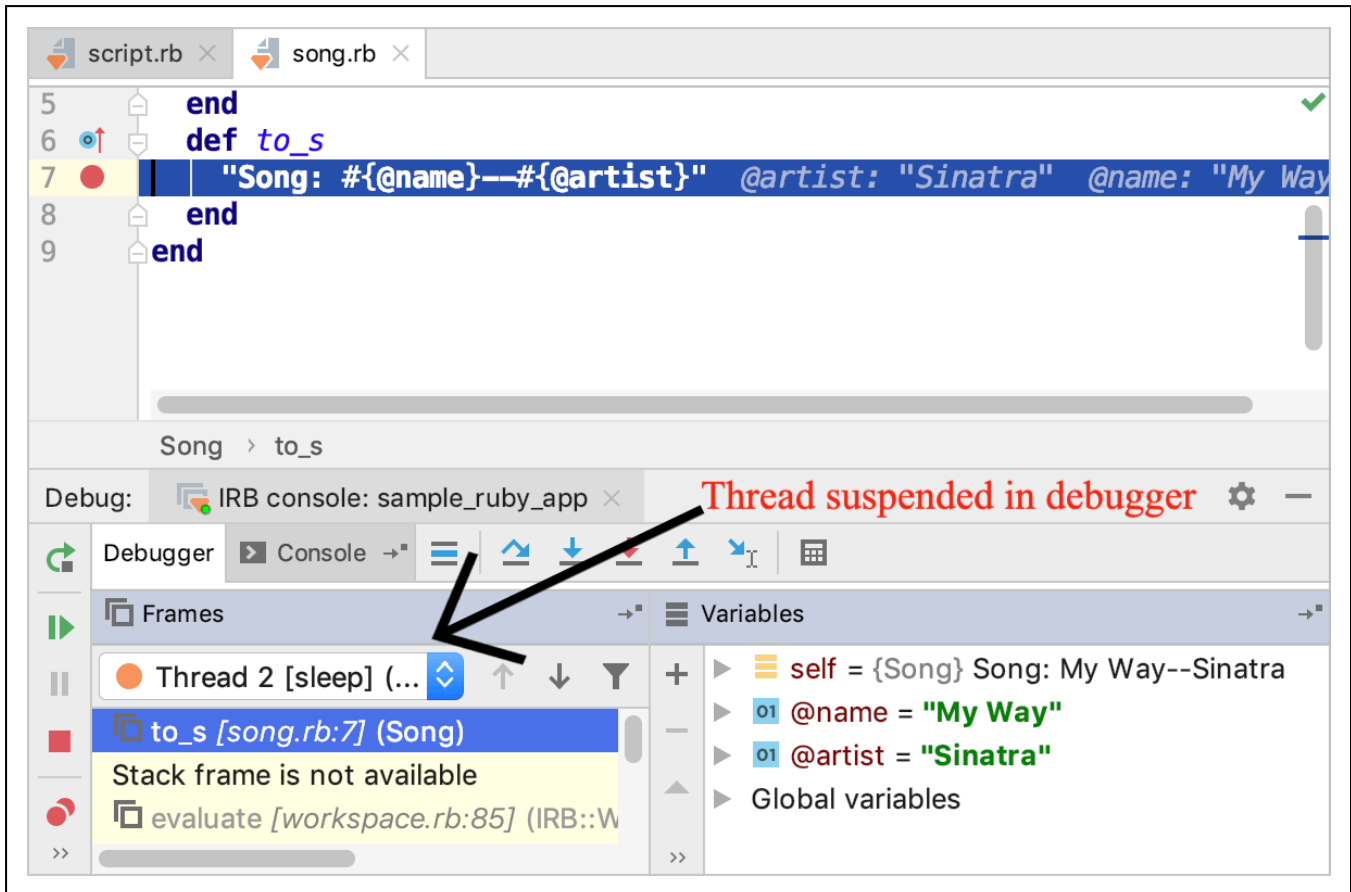 script.rb song.rb
5 end
6 def to_s
7 "Song: #{@name}--#{@artist}" @artist: "Sinatra" @name: "My Way
8 end
9 end
Song › to_s
Debug: IRB console: sample_ruby_app Thread suspended in debugger
Debugger Console
Frames Variables
Thread 2 [sleep] (... self = {Song} Song: My Way--Sinatra
to_s [song.rb:7] (Song) 01 @name = "My Way"
Stack frame is not available 01 @artist = "Sinatra"
evaluate [workspace.rb:85] (IRB::W Global variables